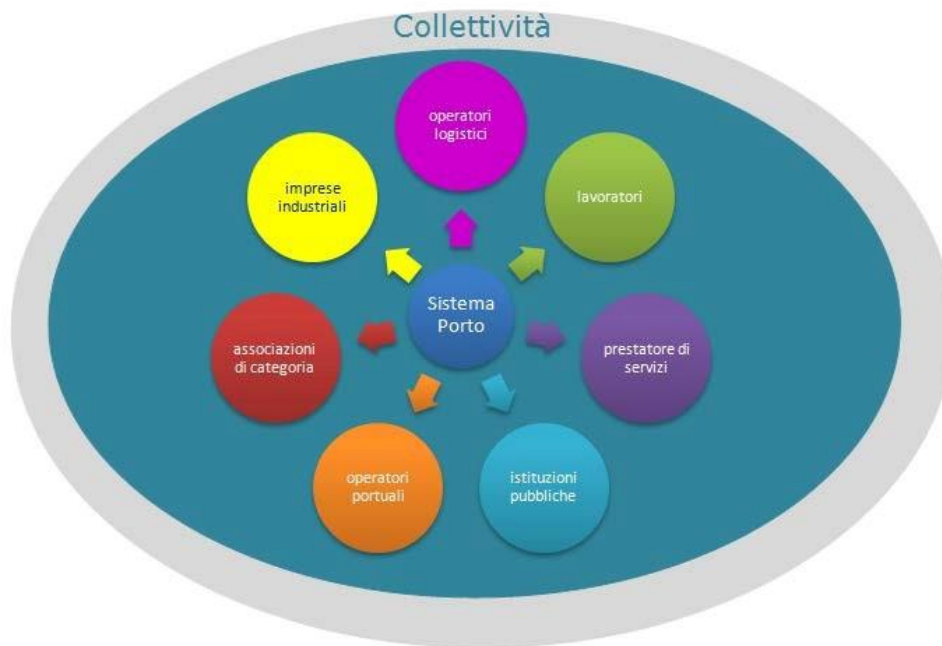 Collettività
operatori
logistici
imprese
industriali
lavoratori
Sistema
Porto
associazioni
di categoria
prestatore di
servizi
operatori
portuali
istituzioni
pubbliche